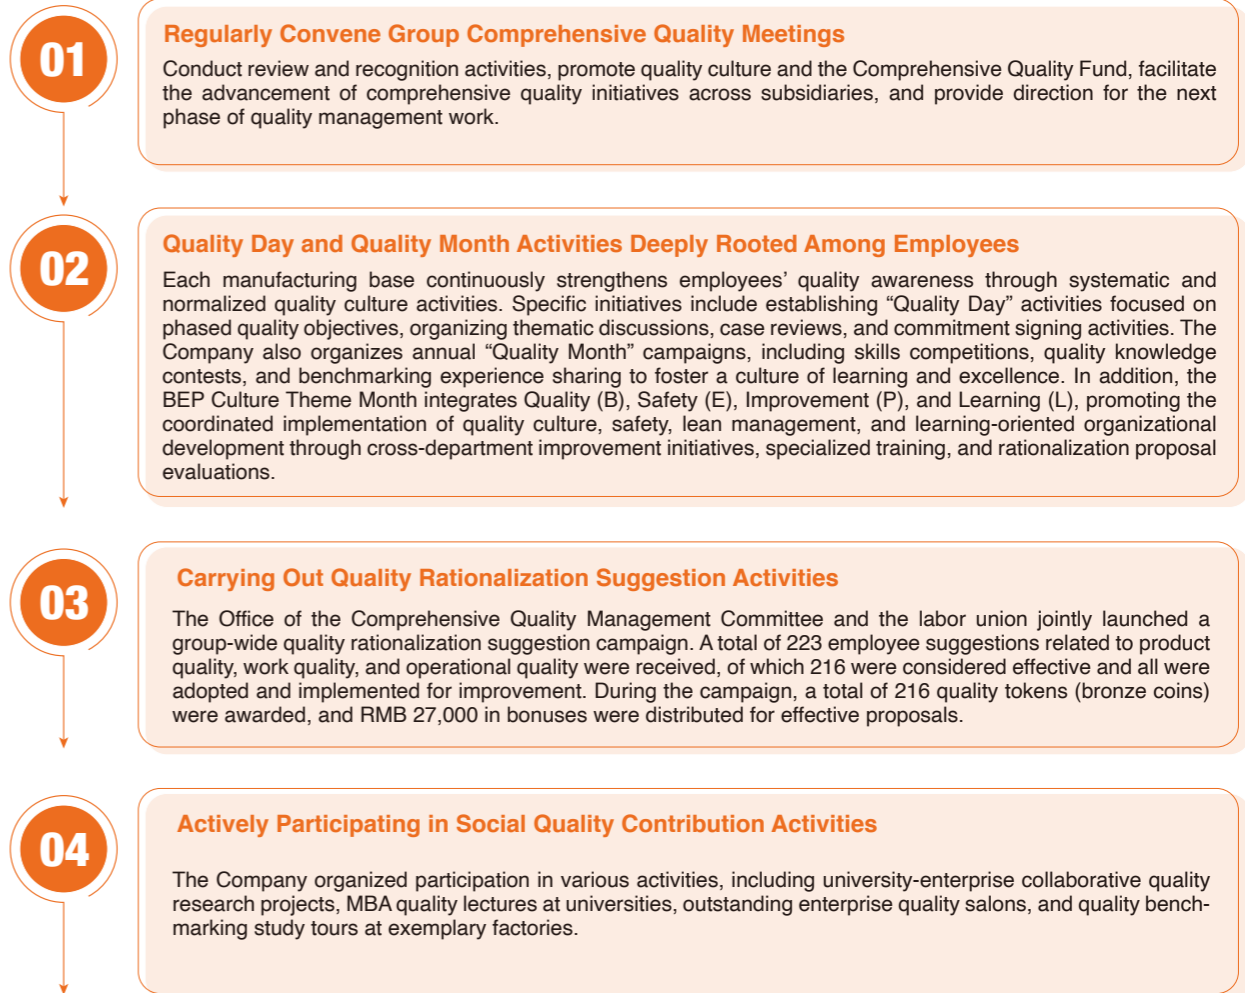 01
Regularly Convene Group Comprehensive Quality Meetings
Conduct review and recognition activities, promote quality culture and the Comprehensive Quality Fund, facilitate
the advancement of comprehensive quality initiatives across subsidiaries, and provide direction for the next
phase of quality management work.
02
Quality Day and Quality Month Activities Deeply Rooted Among Employees
Each manufacturing base continuously strengthens employees’ quality awareness through systematic and
normalized quality culture activities. Specific initiatives include establishing “Quality Day” activities focused on
phased quality objectives, organizing thematic discussions, case reviews, and commitment signing activities. The
Company also organizes annual “Quality Month” campaigns, including skills competitions, quality knowledge
contests, and benchmarking experience sharing to foster a culture of learning and excellence. In addition, the
BEP Culture Theme Month integrates Quality (B), Safety (E), Improvement (P), and Learning (L), promoting the
coordinated implementation of quality culture, safety, lean management, and learning-oriented organizational
development through cross-department improvement initiatives, specialized training, and rationalization proposal
evaluations.
03
Carrying Out Quality Rationalization Suggestion Activities
The Office of the Comprehensive Quality Management Committee and the labor union jointly launched a
group-wide quality rationalization suggestion campaign. A total of 223 employee suggestions related to product
quality, work quality, and operational quality were received, of which 216 were considered effective and all were
adopted and implemented for improvement. During the campaign, a total of 216 quality tokens (bronze coins)
were awarded, and RMB 27,000 in bonuses were distributed for effective proposals.
04
Actively Participating in Social Quality Contribution Activities
The Company organized participation in various activities, including university-enterprise collaborative quality
research projects, MBA quality lectures at universities, outstanding enterprise quality salons, and quality bench-
marking study tours at exemplary factories.